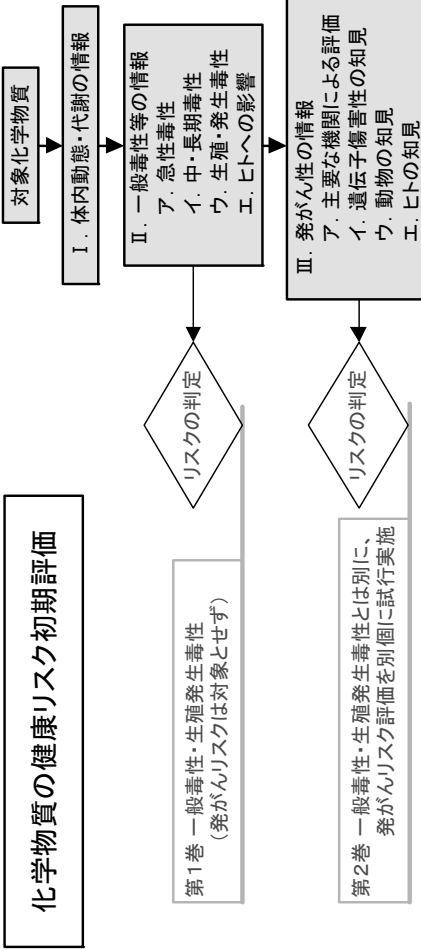 化学物質の健康リスク初期評価
対象化学物質
Ⅰ. 体内動態・代謝の情報
Ⅱ. 一般毒性等の情報
ア. 急性毒性
イ. 中・長期毒性
ウ. 生殖・発生毒性
エ. ヒトへの影響
リスクの判定
第1巻 一般毒性・生殖発生毒性
(発がんリスクは対象とせず)
Ⅲ. 発がん性の情報
ア. 主要な機関による評価
イ. 遺伝子傷害性の知見
ウ. 動物の知見
エ. ヒトの知見
リスクの判定
第2巻 一般毒性・生殖発生毒性とは別に、
発がんリスク評価を別個に試行実施